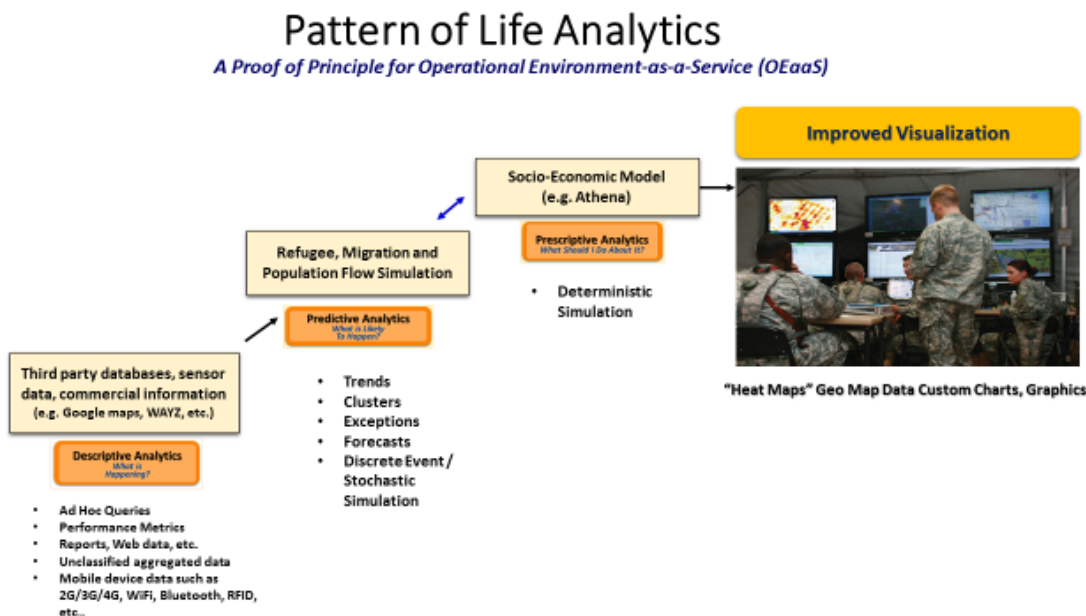 Pattern of Life Analytics
A Proof of Principle for Operational Environment-as-a-Service (OEaaS)
Improved Visualization
Socio-Economic Model
(e.g. Athena)
Prescriptive Analytics
What Should I Do About It?
• Deterministic
Simulation
Refugee, Migration and
Population Flow Simulation
Predictive Analytics
What is Likely
To Happen?
• Trends
• Clusters
• Exceptions
• Forecasts
• Discrete Event /
Stochastic
Simulation
Third party databases, sensor
data, commercial information
(e.g. Google maps, WAYZ, etc.)
Descriptive Analytics
What is
Happening?
• Ad Hoc Queries
• Performance Metrics
• Reports, Web data, etc.
• Unclassified aggregated data
• Mobile device data such as
2G/3G/4G, WiFi, Bluetooth, RFID,
etc..
“Heat Maps” Geo Map Data Custom Charts, Graphics